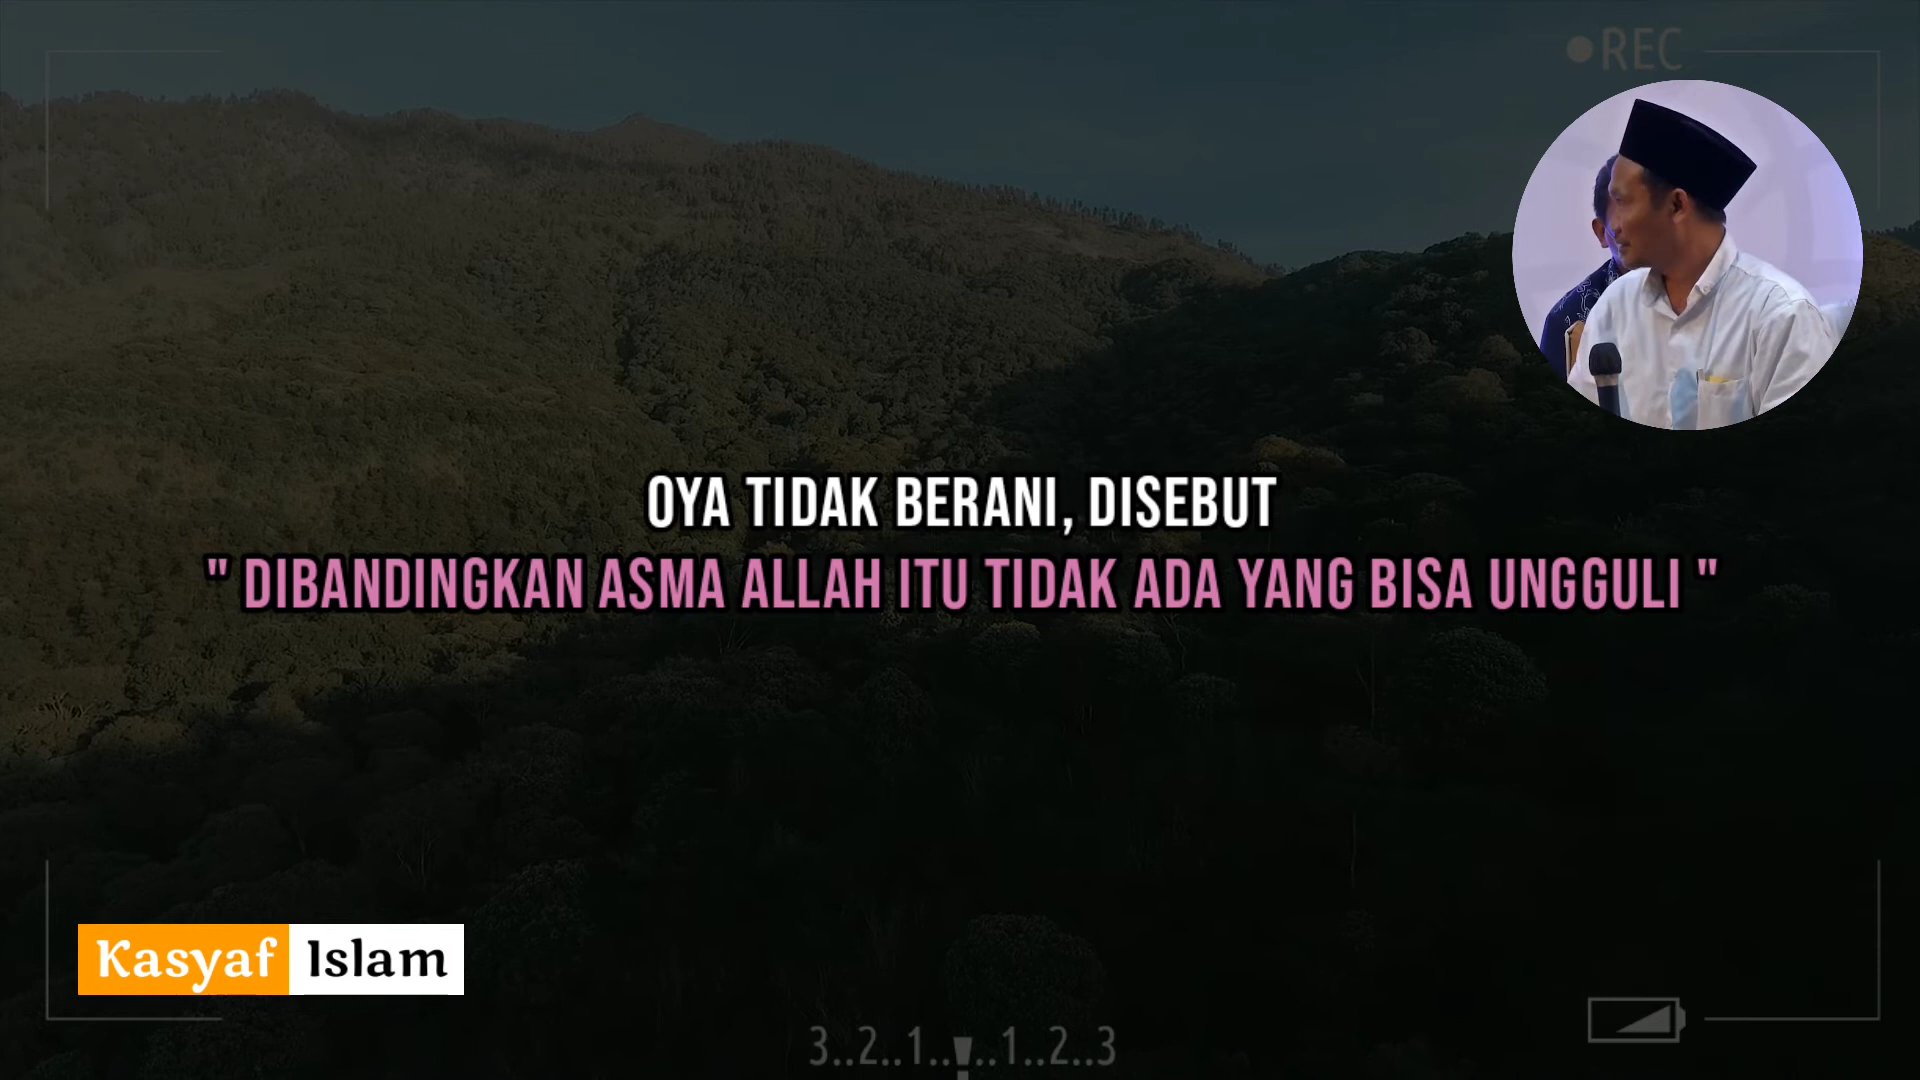 REC
OYA TIDAK BERANI, DISEBUT
" DIBANDINGKAN ASMA ALLAH ITU TIDAK ADA YANG BISA UNGGULI "
Kasyaf Islam
3..2..1..▼..1..2..3